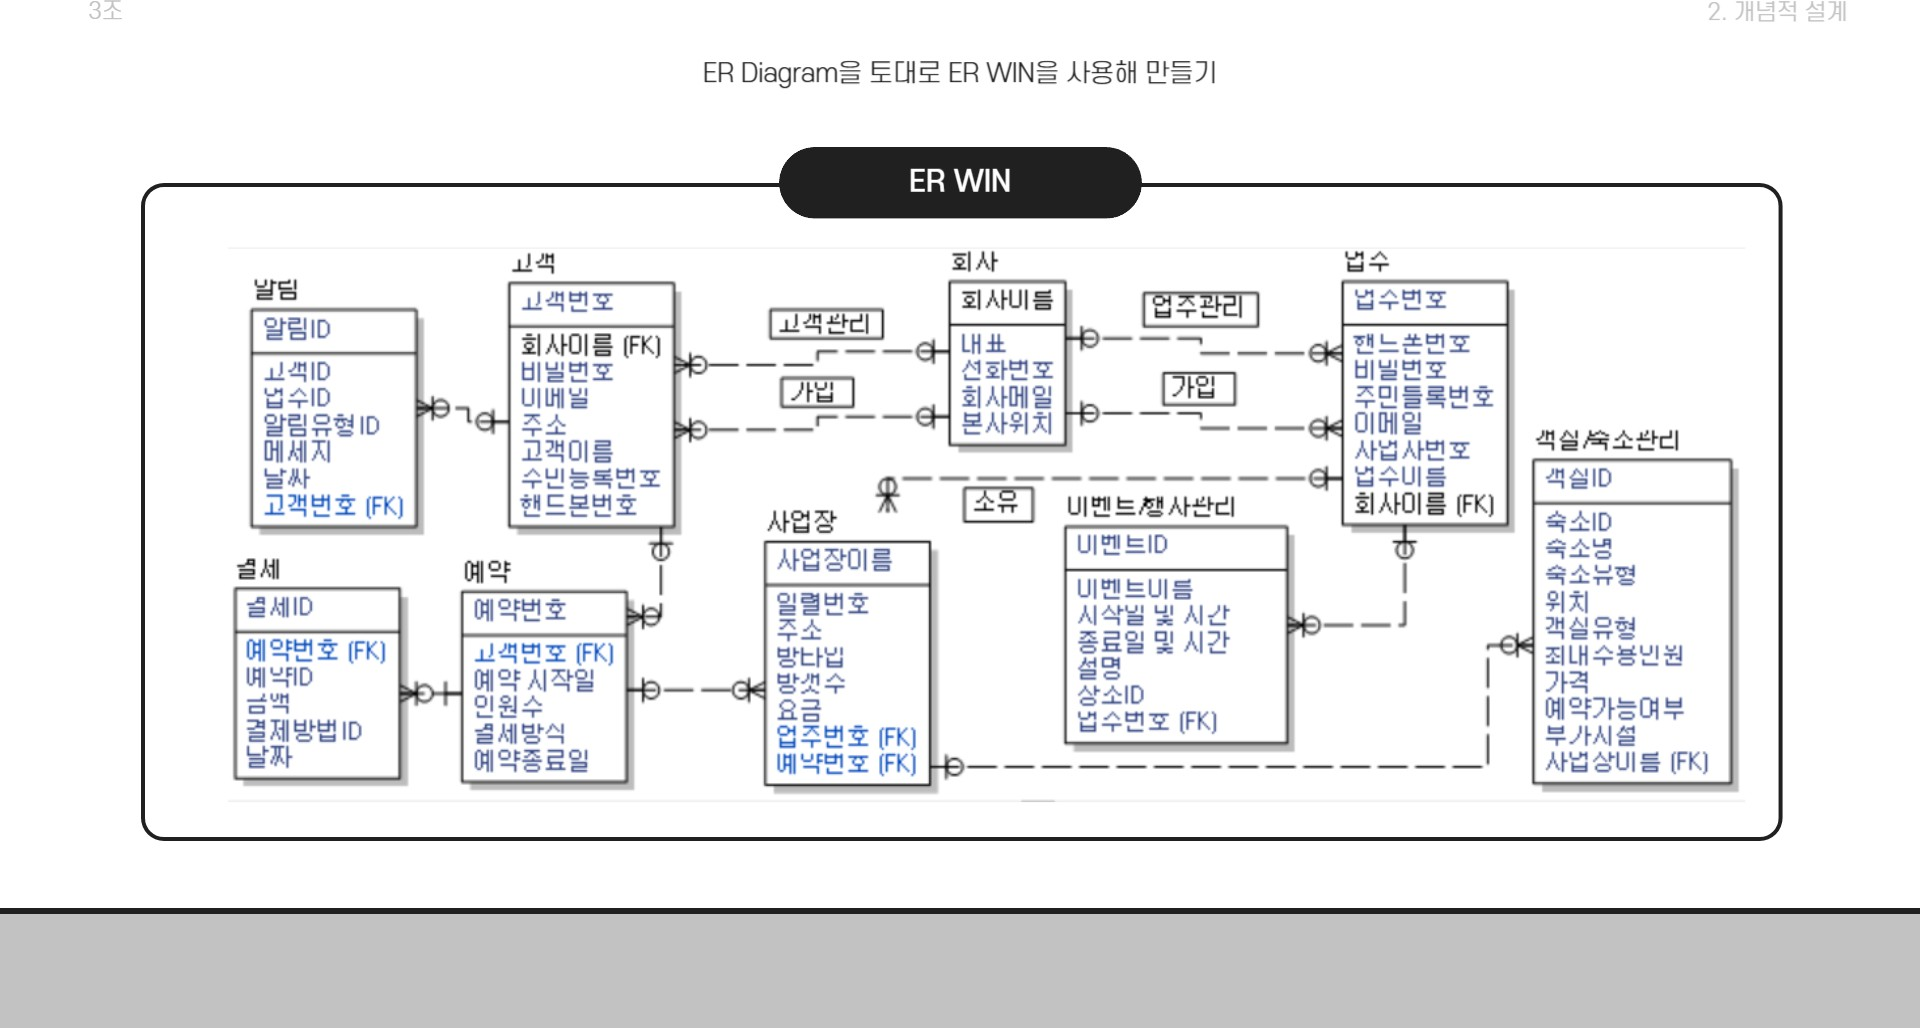 3조
2. 개념적 설계
ER Diagram을 토대로 ER WIN을 사용해 만들기
ER WIN
알림
알림ID
고객ID
업주ID
알림유형ID
메세지
날짜
고객번호 (FK)
고객
고객번호
회사이름 (FK)
비밀번호
이메일
주소
고객이름
주민등록번호
핸드폰번호
고객관리
가입
회사
회사이름
대표
전화번호
회사메일
본사위치
업주관리
가입
업주
업주번호
핸드폰번호
비밀번호
주민등록번호
이메일
사업자번호
업주이름
회사이름 (FK)
소유
결제
결제ID
예약번호 (FK)
예약ID
금액
결제방법ID
날짜
예약
예약번호
고객번호 (FK)
예약 시작일
인원수
결제방식
예약종료일
사업장
사업장이름
일렬번호
주소
방타입
방갯수
요금
업주번호 (FK)
예약번호 (FK)
이벤트/행사관리
이벤트ID
이벤트이름
시작일 및 시간
종료일 및 시간
설명
장소ID
업주번호 (FK)
객실/숙소관리
객실ID
숙소ID
숙소명
숙소유형
위치
객실유형
최대수용인원
가격
예약가능여부
부가시설
사업장이름 (FK)